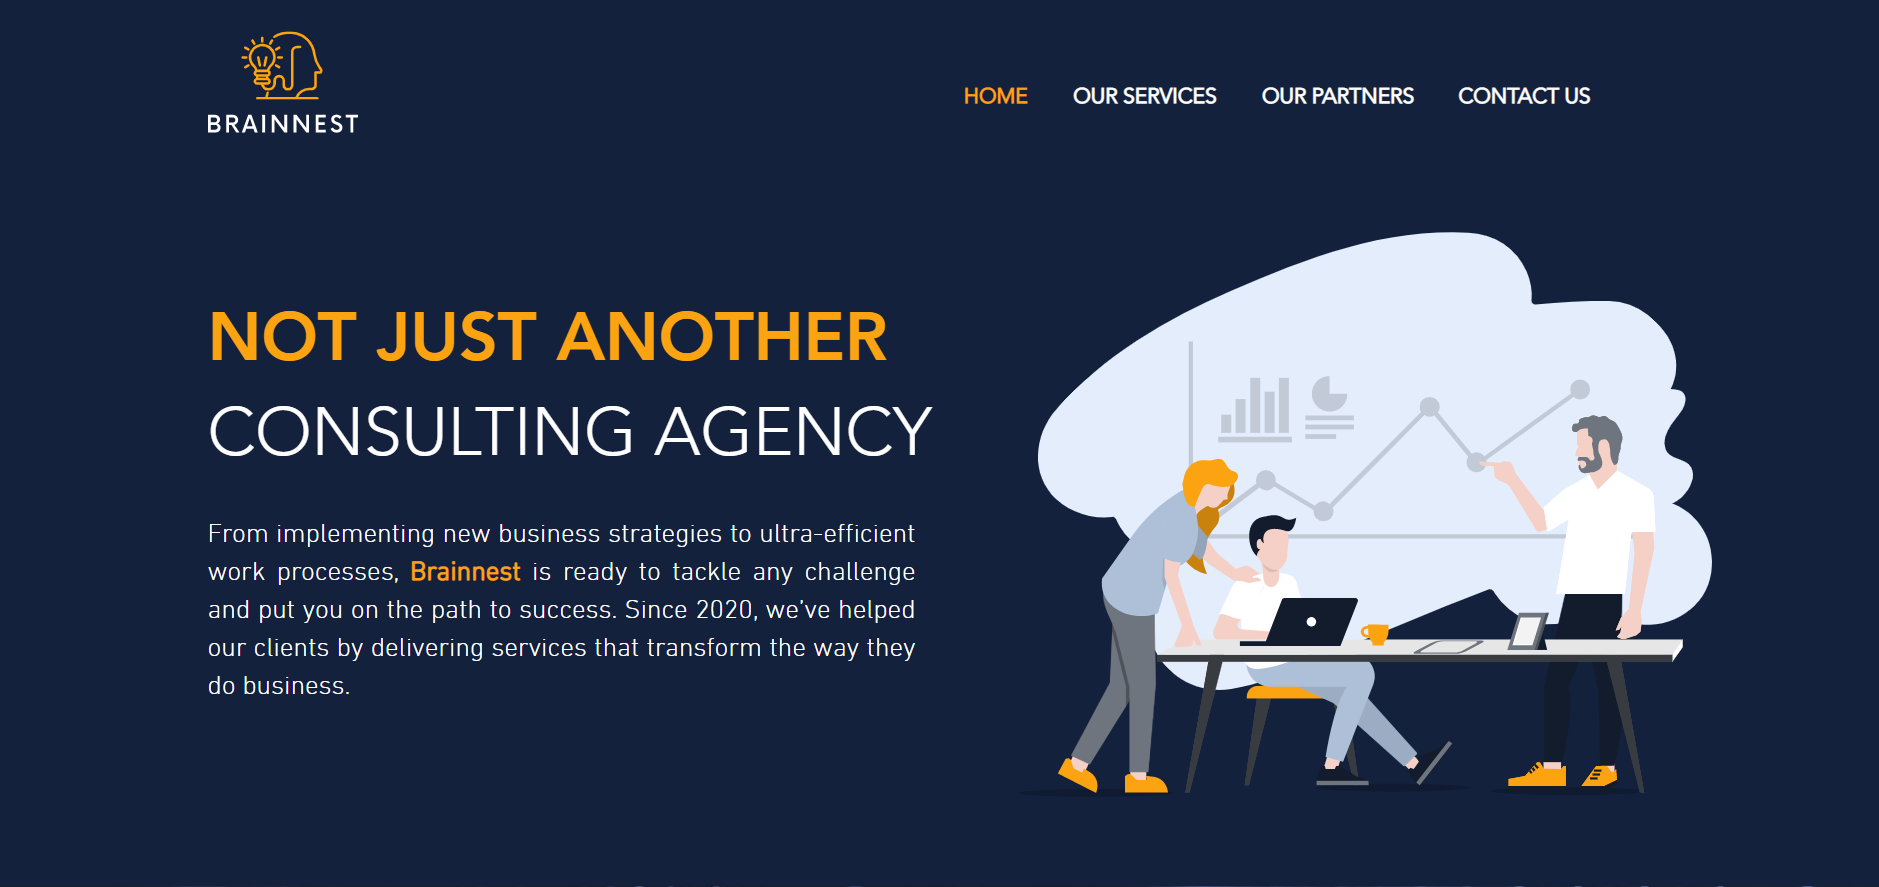 BRAINNEST
HOME OUR SERVICES OUR PARTNERS CONTACT US
NOT JUST ANOTHER
CONSULTING AGENCY
From implementing new business strategies to ultra-efficient
work processes, Brainnest is ready to tackle any challenge
and put you on the path to success. Since 2020, we’ve helped
our clients by delivering services that transform the way they
do business.